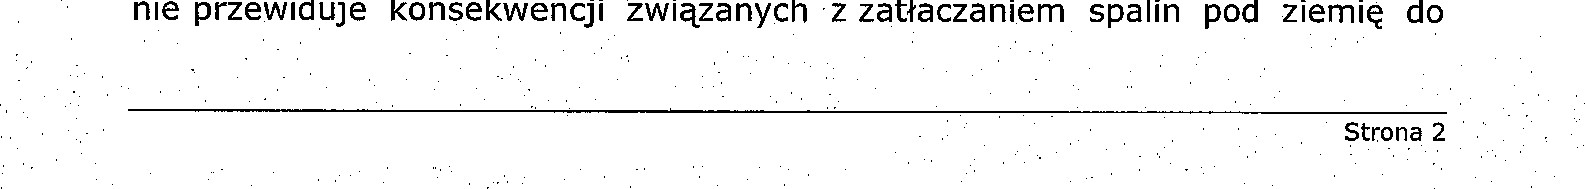 nie przewiduje konsekwencji związanych z zatłaczaniem spalin pod ziemię do
Strona 2